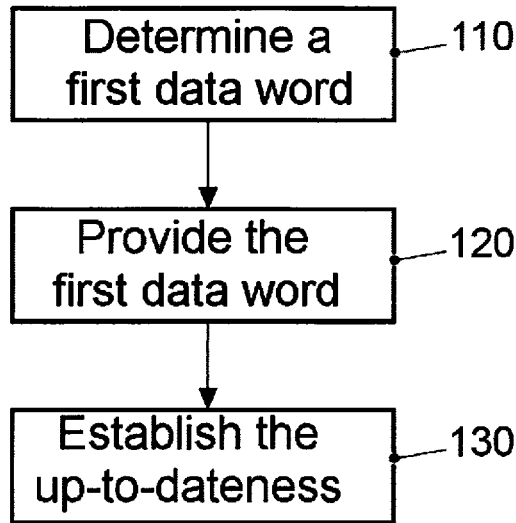 Determine a
first data word
110
Provide the
first data word
120
Establish the
up-to-dateness
130